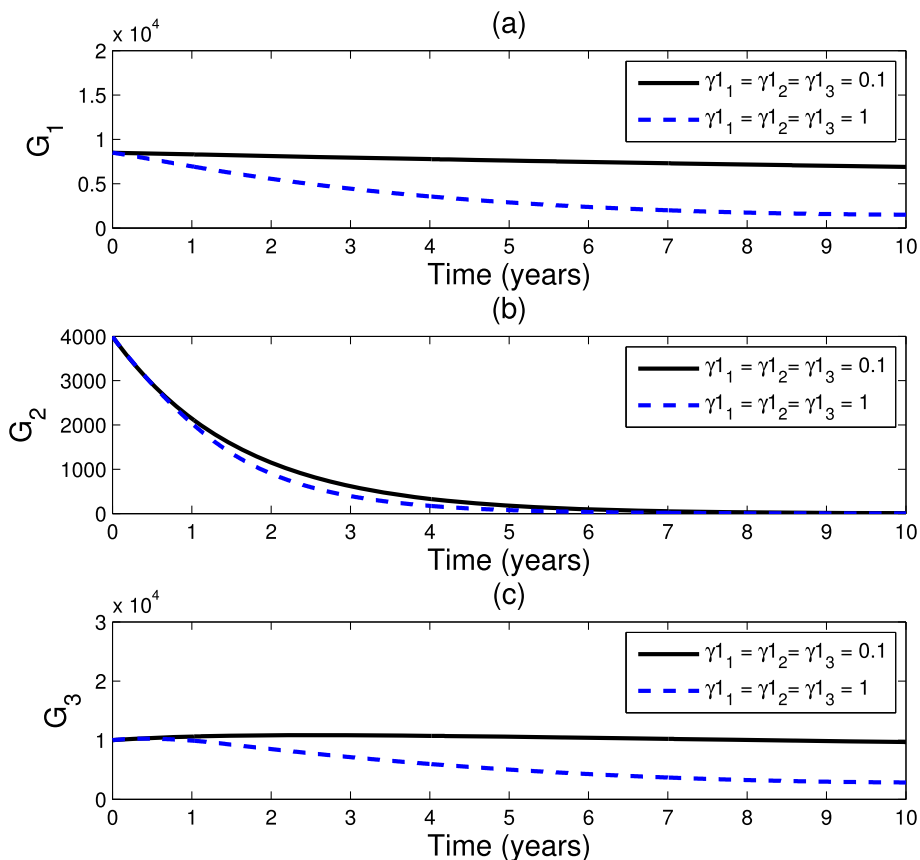 (a)
x 10^4
2
1.5
1
0.5
0
G_1
γ1_1 = γ1_2= γ1_3 = 0.1
γ1_1 = γ1_2= γ1_3 = 1
0 1 2 3 4 5 6 7 8 9 10
Time (years)
(b)
4000
3000
2000
1000
0
G_2
γ1_1 = γ1_2= γ1_3 = 0.1
γ1_1 = γ1_2= γ1_3 = 1
0 1 2 3 4 5 6 7 8 9 10
Time (years)
(c)
x 10^4
3
2
1
0
G_3
γ1_1 = γ1_2= γ1_3 = 0.1
γ1_1 = γ1_2= γ1_3 = 1
0 1 2 3 4 5 6 7 8 9 10
Time (years)